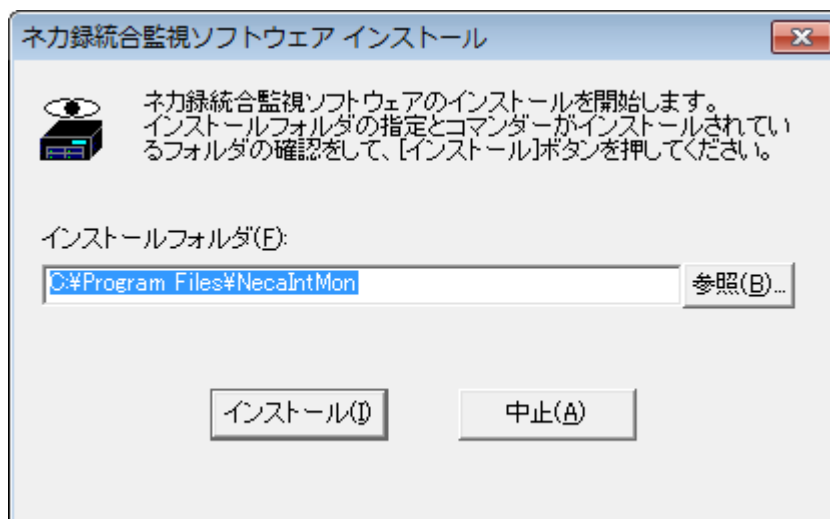 ネカ録統合監視ソフトウェア インストール
ネカ録統合監視ソフトウェアのインストールを開始します。
インストールフォルダの指定とコマンダーがインストールされてい
るフォルダの確認をして、[インストール]ボタンを押してください。
インストールフォルダ(F):
C:¥Program Files¥NecaIntMon
参照(B)...
インストール(I)
中止(A)